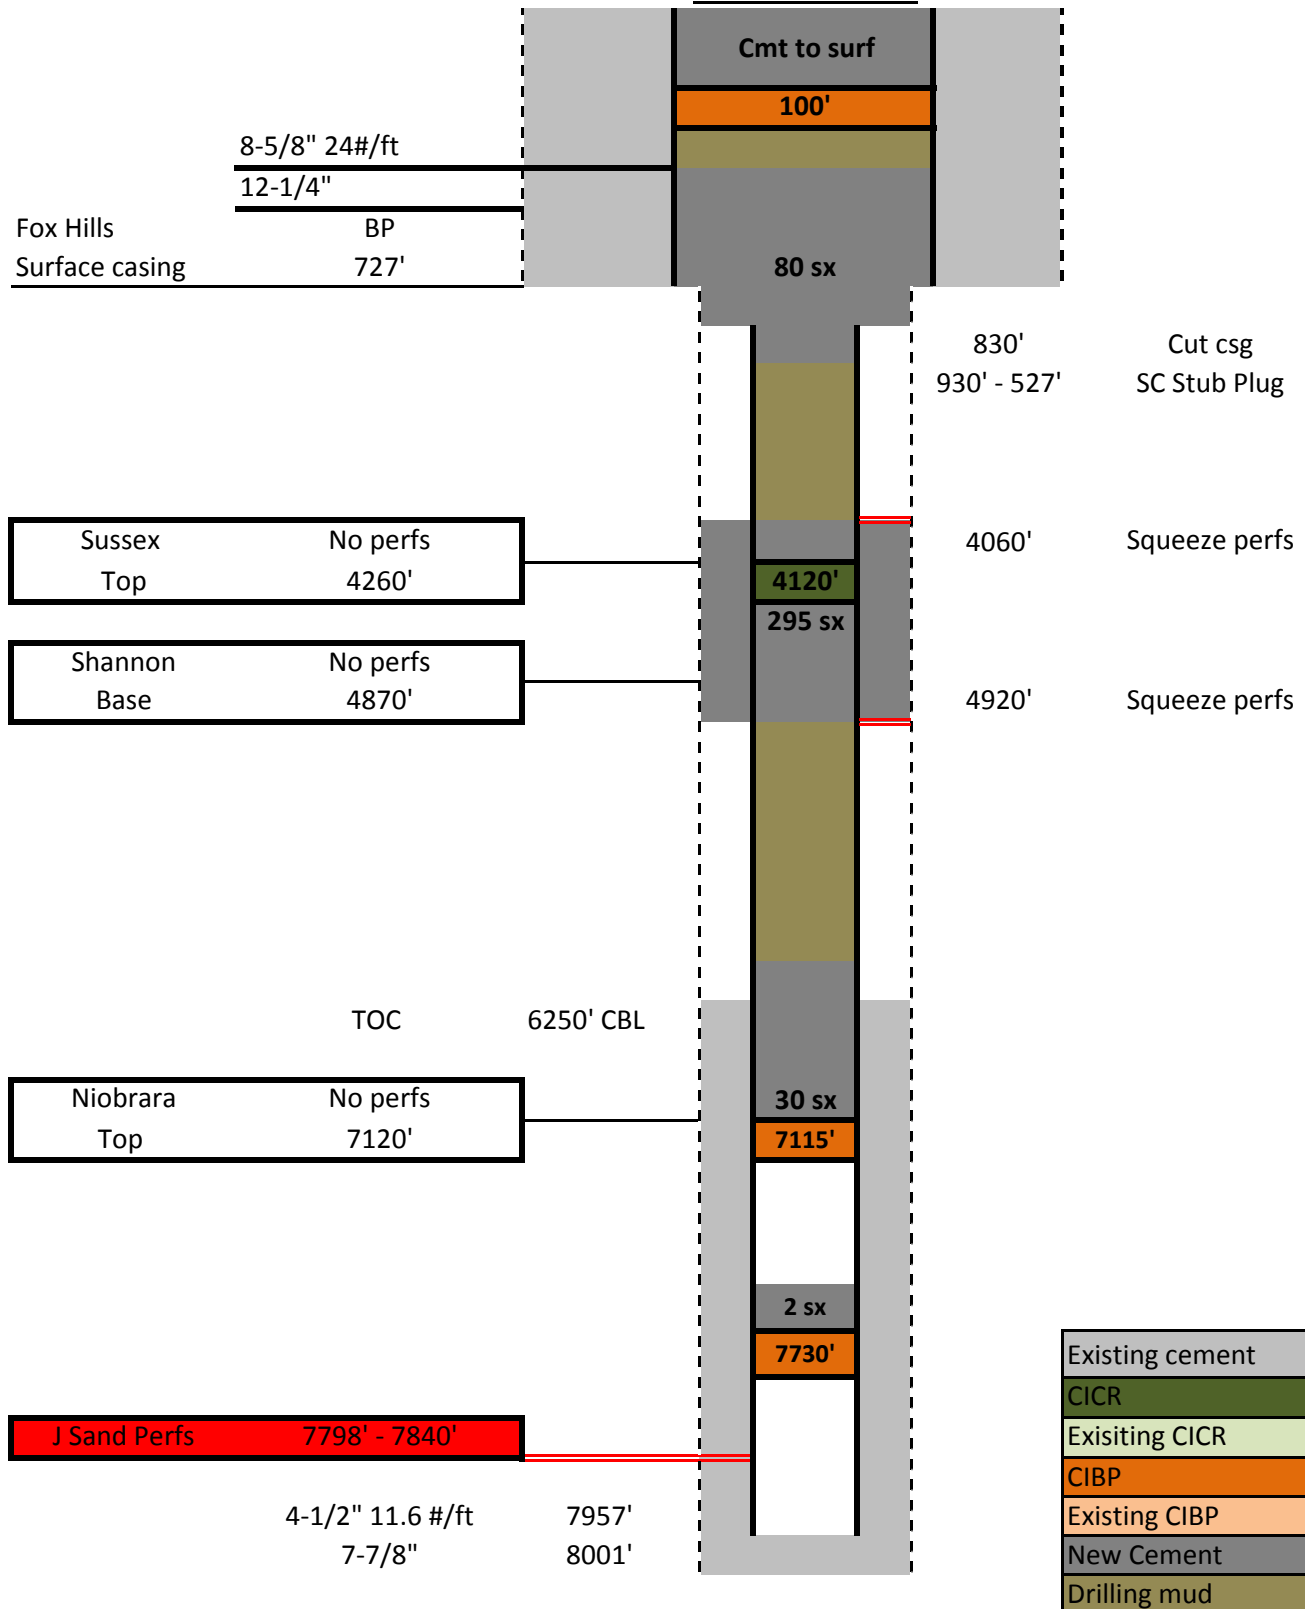 Cmt to surf
100'
8-5/8" 24#/ft
12-1/4"
Fox Hills BP
Surface casing 727' 80 sx
830' Cut csg
930' - 527' SC Stub Plug
Sussex No perfs 4060' Squeeze perfs
Top 4260' 4120'
295 sx
Shannon No perfs
Base 4870' 4920' Squeeze perfs
TOC 6250' CBL
Niobrara No perfs 30 sx
Top 7120' 7115'
2 sx
7730'
Existing cement
CICR
J Sand Perfs 7798' - 7840' Exisiting CICR
CIBP
4-1/2" 11.6 #/ft 7957' Existing CIBP
7-7/8" 8001' New Cement
Drilling mud